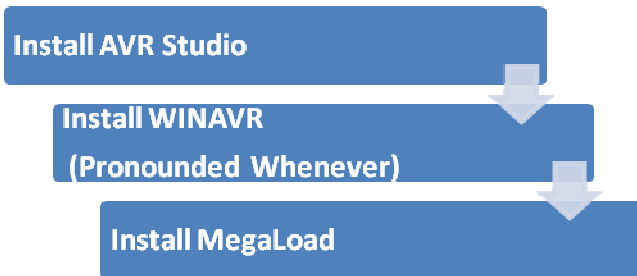 Install AVR Studio
Install WINAVR
(Pronounded Whenever)
Install MegaLoad